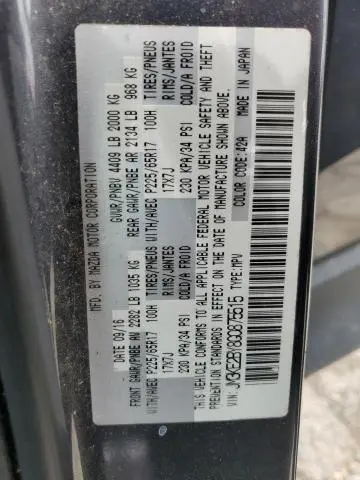 MFD. BY MAZDA MOTOR CORPORATION
DATE 09/16 GVWR/PNBV 4409 LB 2000 KG
FRONT GAWR/PNBE AV 2282 LB 1035 KG REAR GAWR/PNBE AR 2134 LB 968 KG
WITH/AVEC P225/65R17 100H TIRES/PNEUS WITH/AVEC P225/65R17 100H TIRES/PNEUS
17X7J RIMS/JANTES 17X7J RIMS/JANTES
230 KPA/34 PSI COLD/A FROID 230 KPA/34 PSI COLD/A FROID
THIS VEHICLE CONFORMS TO ALL APPLICABLE FEDERAL MOTOR VEHICLE SAFETY AND THEFT
PREVENTION STANDARDS IN EFFECT ON THE DATE OF MANUFACTURE SHOWN ABOVE.
VIN: TYPE:MPV COLOR CODE:42A MADE IN JAPAN